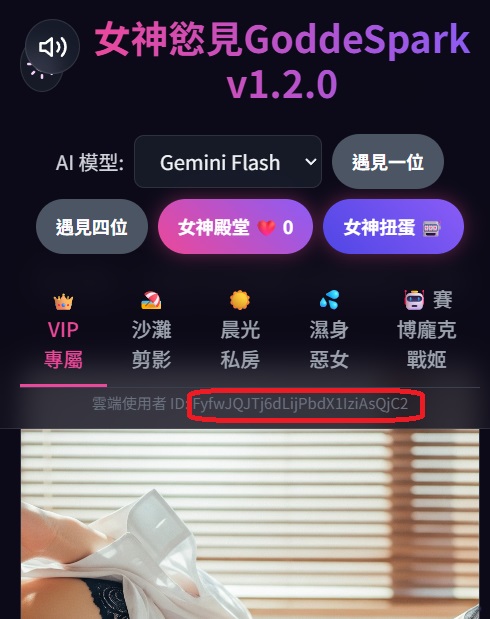 女神慾見GoddeSpark
v1.2.0
AI 模型: Gemini Flash 遇見一位
遇見四位 女神殿堂 💔 0 女神扭蛋
VIP 專屬
沙灘 剪影
晨光 私房
濕身 惡女
賽博龐克 戰姬
雲端使用者 ID: FyfwJQJTj6dLijPbdX1IziAsQjC2